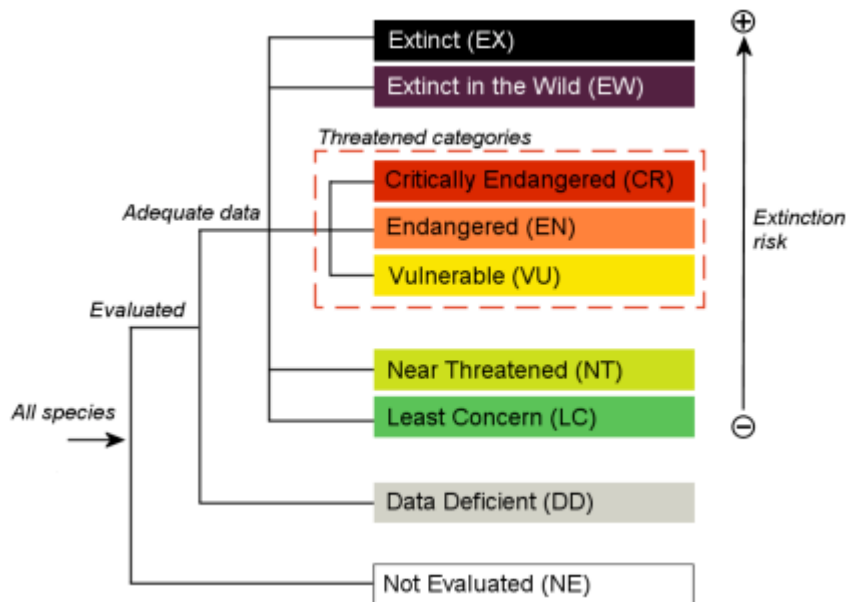 Extinct (EX)
Extinct in the Wild (EW)
Threatened categories
Critically Endangered (CR)
Adequate data
Endangered (EN)
Extinction
risk
Vulnerable (VU)
Evaluated
Near Threatened (NT)
All species
Least Concern (LC)
Data Deficient (DD)
Not Evaluated (NE)